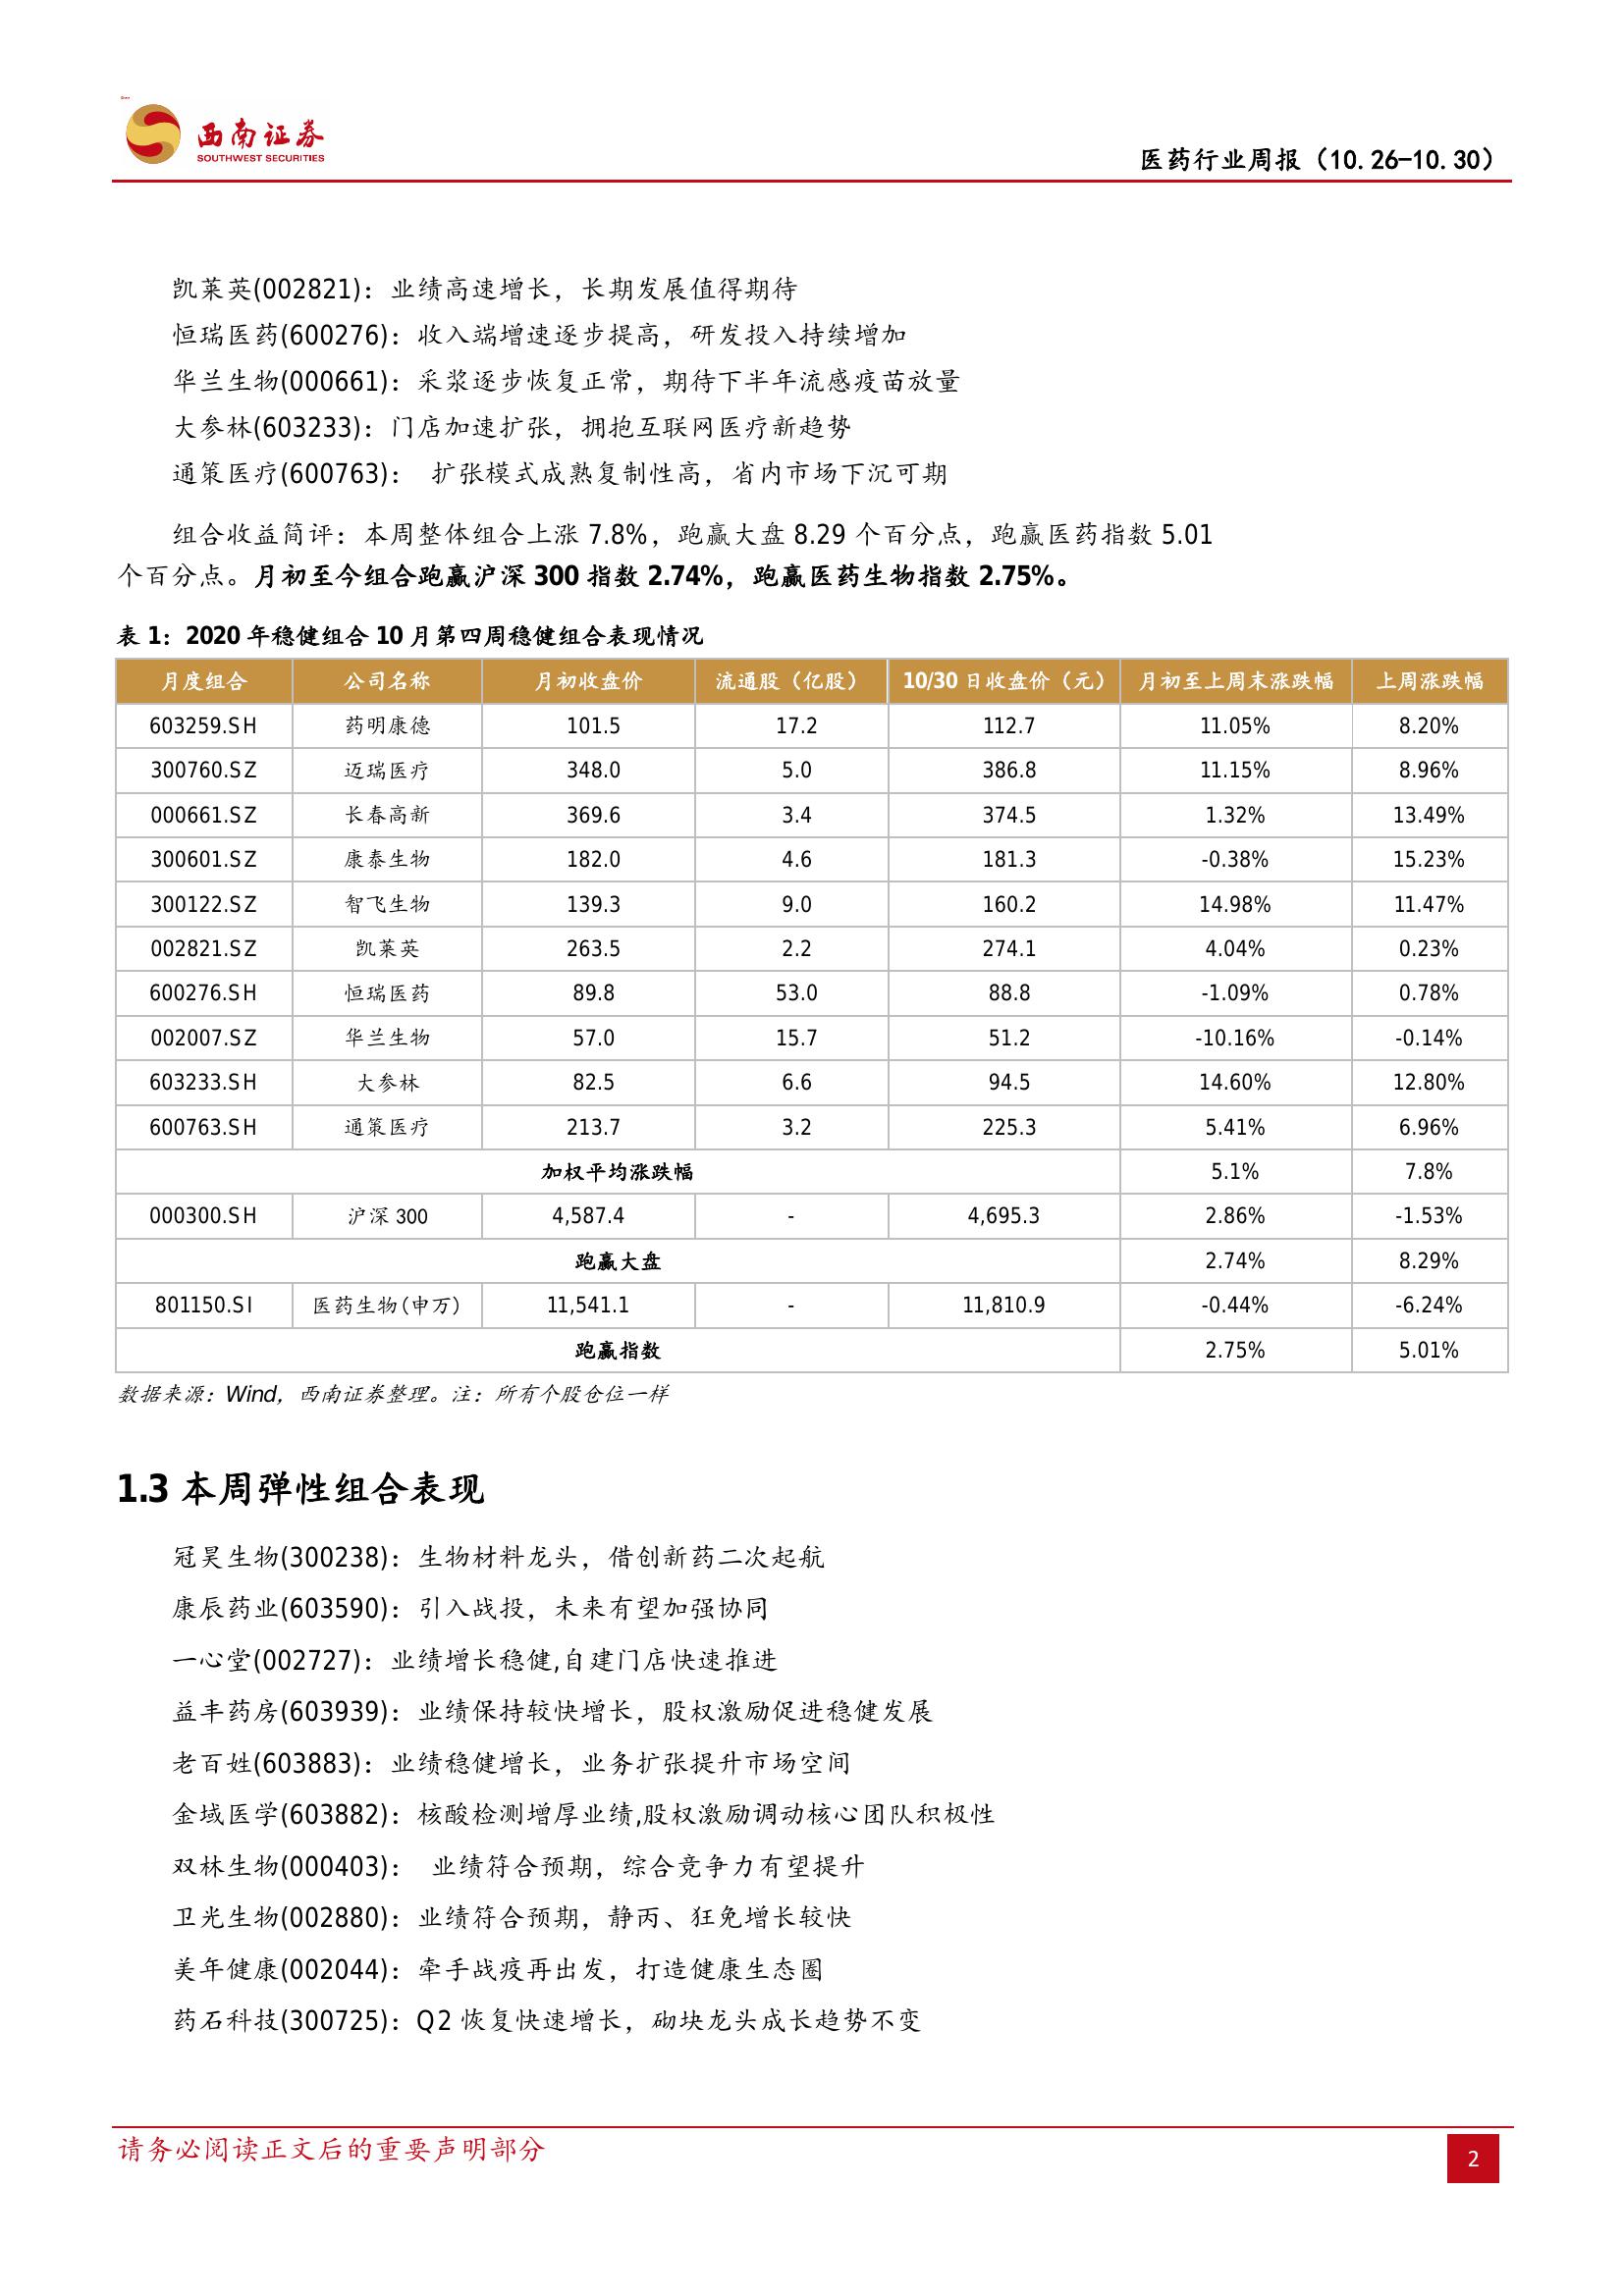 西南证券
SOUTHWEST SECURITIES
医药行业周报（10.26-10.30）
凯莱英(002821)：业绩高速增长，长期发展值得期待
恒瑞医药(600276)：收入端增速逐步提高，研发投入持续增加
华兰生物(000661)：采浆逐步恢复正常，期待下半年流感疫苗放量
大参林(603233)：门店加速扩张，拥抱互联网医疗新趋势
通策医疗(600763)： 扩张模式成熟复制性高，省内市场下沉可期
组合收益简评：本周整体组合上涨 7.8%，跑赢大盘 8.29 个百分点，跑赢医药指数 5.01
个百分点。月初至今组合跑赢沪深 300 指数 2.74%，跑赢医药生物指数 2.75%。
表 1：2020 年稳健组合 10 月第四周稳健组合表现情况
月度组合 公司名称 月初收盘价 流通股（亿股） 10/30 日收盘价（元） 月初至上周末涨跌幅 上周涨跌幅
603259.SH 药明康德 101.5 17.2 112.7 11.05% 8.20%
300760.SZ 迈瑞医疗 348.0 5.0 386.8 11.15% 8.96%
000661.SZ 长春高新 369.6 3.4 374.5 1.32% 13.49%
300601.SZ 康泰生物 182.0 4.6 181.3 -0.38% 15.23%
300122.SZ 智飞生物 139.3 9.0 160.2 14.98% 11.47%
002821.SZ 凯莱英 263.5 2.2 274.1 4.04% 0.23%
600276.SH 恒瑞医药 89.8 53.0 88.8 -1.09% 0.78%
002007.SZ 华兰生物 57.0 15.7 51.2 -10.16% -0.14%
603233.SH 大参林 82.5 6.6 94.5 14.60% 12.80%
600763.SH 通策医疗 213.7 3.2 225.3 5.41% 6.96%
加权平均涨跌幅 5.1% 7.8%
000300.SH 沪深 300 4,587.4 - 4,695.3 2.86% -1.53%
跑赢大盘 2.74% 8.29%
801150.SI 医药生物(申万) 11,541.1 - 11,810.9 -0.44% -6.24%
跑赢指数 2.75% 5.01%
数据来源：Wind，西南证券整理。注：所有个股仓位一样
1.3 本周弹性组合表现
冠昊生物(300238)：生物材料龙头，借创新药二次起航
康辰药业(603590)：引入战投，未来有望加强协同
一心堂(002727)：业绩增长稳健,自建门店快速推进
益丰药房(603939)：业绩保持较快增长，股权激励促进稳健发展
老百姓(603883)：业绩稳健增长，业务扩张提升市场空间
金域医学(603882)：核酸检测增厚业绩,股权激励调动核心团队积极性
双林生物(000403)： 业绩符合预期，综合竞争力有望提升
卫光生物(002880)：业绩符合预期，静丙、狂免增长较快
美年健康(002044)：牵手战疫再出发，打造健康生态圈
药石科技(300725)：Q2 恢复快速增长，砌块龙头成长趋势不变
请务必阅读正文后的重要声明部分
2